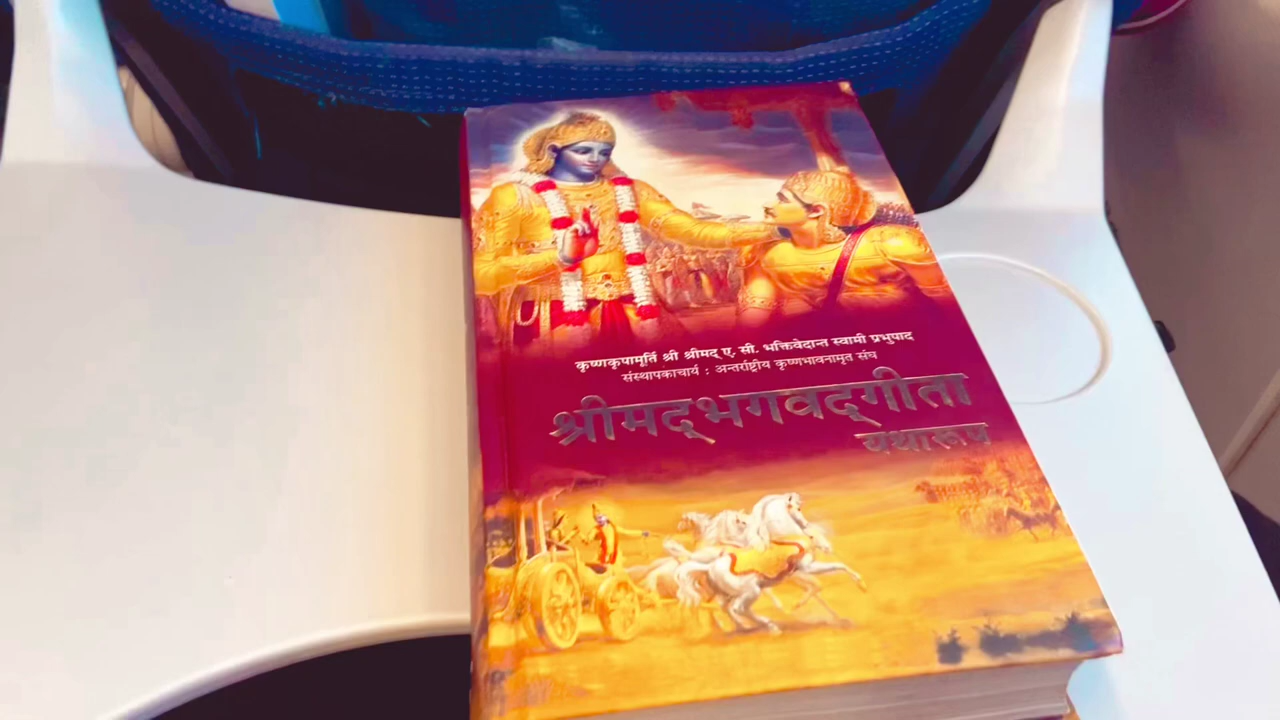 कृष्णकृपामूर्ति श्री श्रीमद् ए. सी. भक्तिवेदान्त स्वामी प्रभुपाद
संस्थापकाचार्य : अन्तर्राष्ट्रीय कृष्णभावनामृत संघ
श्रीमद्भगवद्गीता
यथारूप